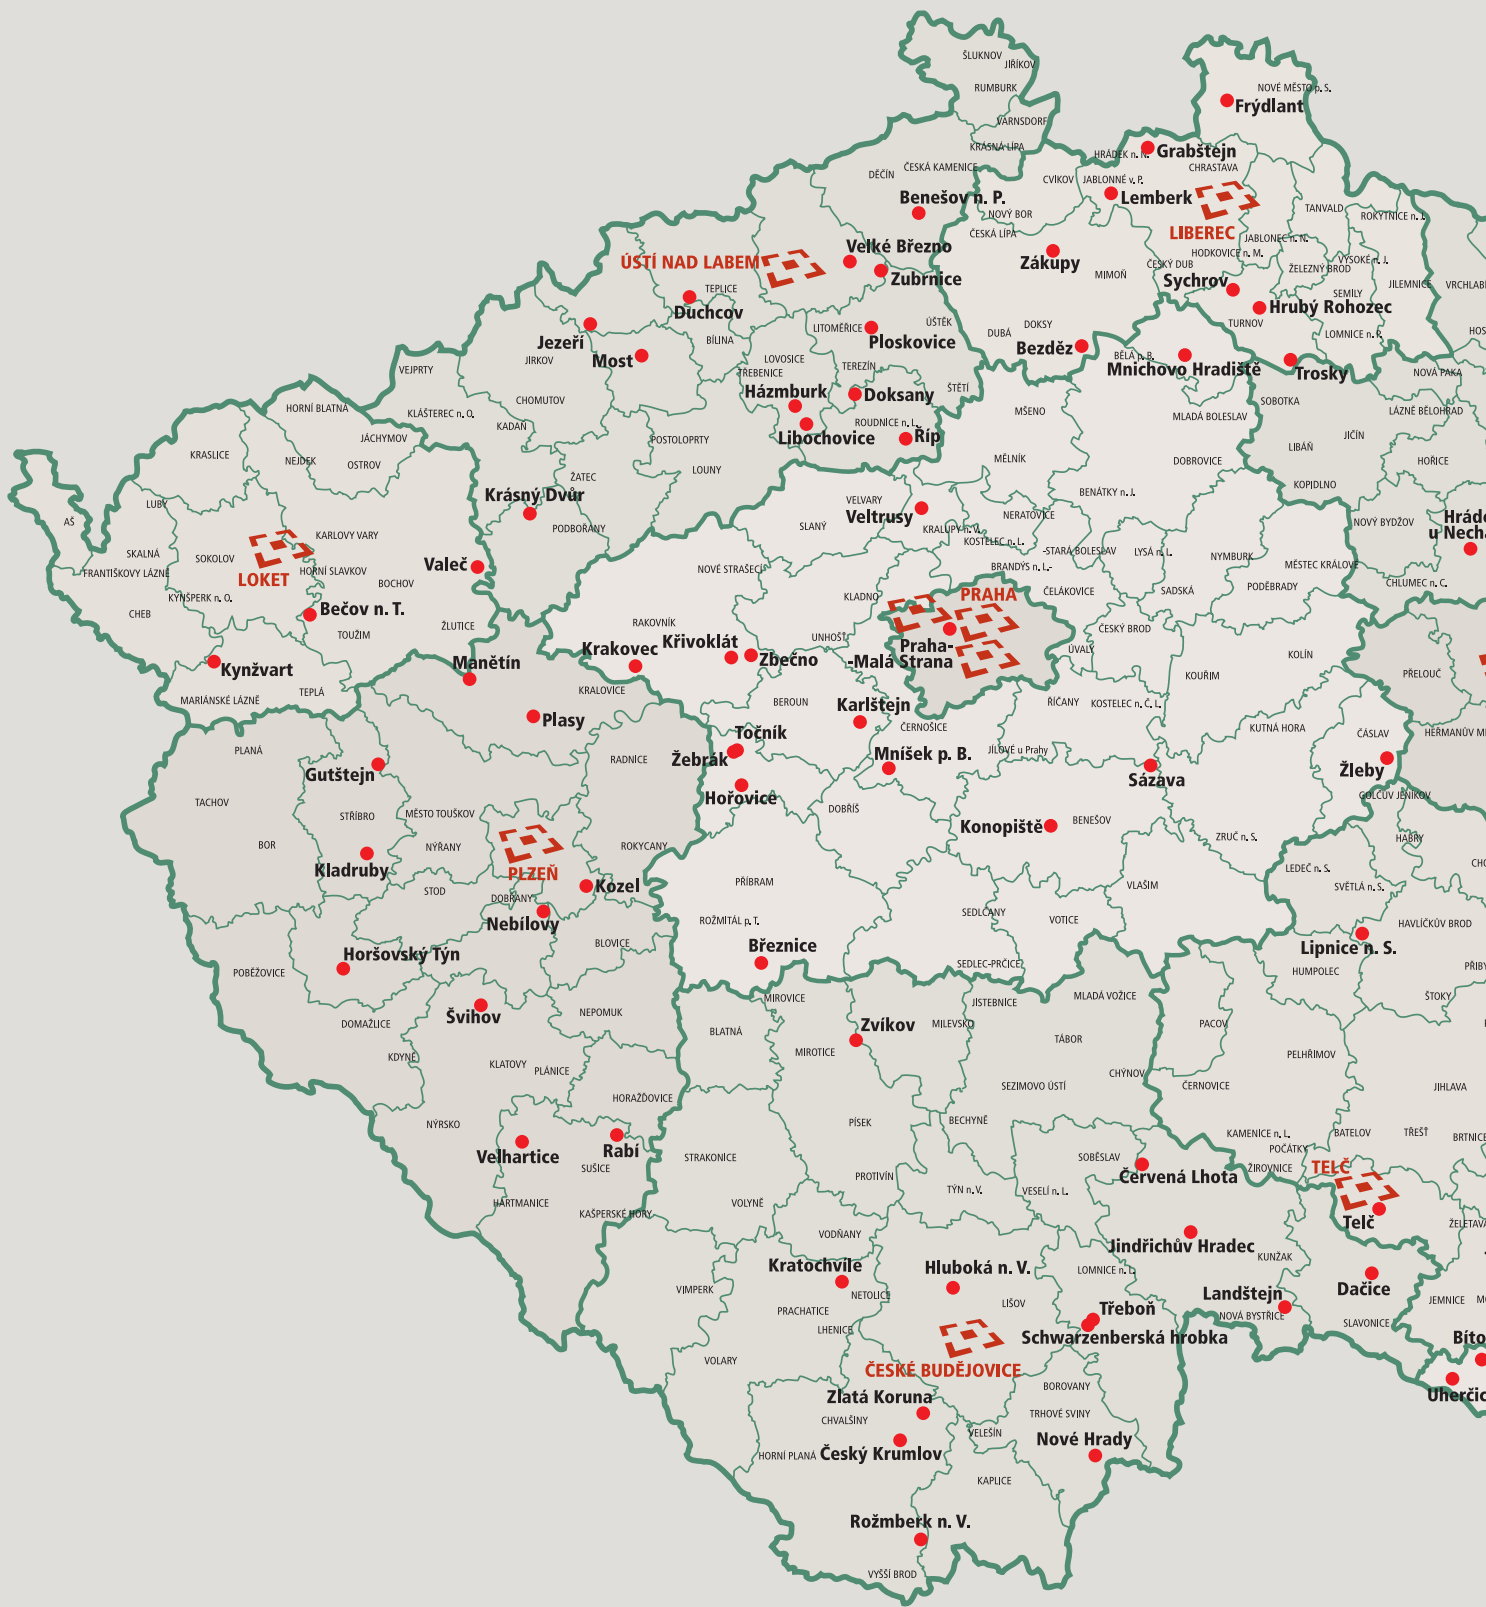 ŠLUKNOV
JIŘÍKOV
RUMBURK
VARNSDORF
KRÁSNÁ LÍPA
NOVÉ MĚSTO p. S.
Frýdlant
HRÁDEK n. N.
Grabštejn
CHRASTAVA
DĚČÍN
ČESKÁ KAMENICE
CVIKOV
JABLONNÉ v. P.
Lemberk
Benešov n. P.
NOVÝ BOR
TANVALD
ROKYTNICE n. J.
LIBEREC
ČESKÁ LÍPA
JABLONEC n. N.
Velké Březno
ÚSTÍ NAD LABEM
Zákupy
HODKOVICE n. M.
VYSOKÉ n. J.
ČESKÝ DUB
ŽELEZNÝ BROD
Zubrnice
MIMOŇ
Sychrov
JILEMNICE
VRCHLABÍ
TEPLICE
SEMILY
Duchcov
Hrubý Rohozec
LITOMĚŘICE
ÚŠTĚK
DOKSY
TURNOV
DUBÁ
LOMNICE n. P.
HOS
Jezeří
BÍLINA
Ploskovice
Bezděz
JIRKOV
Most
LOVOSICE
BĚLÁ p. B.
VEJPRTY
TEREZÍN
Mnichovo Hradiště
Trosky
NOVÁ PAKA
TŘEBENICE
ŠTĚTÍ
Házmburk
Doksany
CHOMUTOV
SOBOTKA
HORNÍ BLATNÁ
KLÁŠTEREC n. O.
MŠENO
MLADÁ BOLESLAV
LÁZNĚ BĚLOHRAD
KADAŇ
ROUDNICE n. L.
JÁCHYMOV
POSTOLOPRTY
Libochovice
Říp
JIČÍN
LIBÁŇ
KRASLICE
NEJDEK
OSTROV
MĚLNÍK
DOBROVICE
HOŘICE
LOUNY
ŽATEC
KOPIDLNO
Krásný Dvůr
BENÁTKY n. J.
LUBY
VELVARY
Veltrusy
NERATOVICE
Hrádek
AŠ
PODBOŘANY
SLANÝ
KRALUPY n. V.
NOVÝ BYDŽOV
u Necha
KARLOVY VARY
KOSTELEC n. L.
-STARÁ BOLESLAV
LYSÁ n. L.
SKALNÁ
SOKOLOV
NYMBURK
Valeč
NOVÉ STRAŠECÍ
BRANDÝS n. L.-
MĚSTEC KRÁLOVÉ
FRANTIŠKOVY LÁZNĚ
LOKET
HORNÍ SLAVKOV
BOCHOV
PODĚBRADY
CHLUMEC n. C.
KYNŠPERK n. O.
KLADNO
PRAHA
ČELÁKOVICE
SADSKÁ
CHEB
Bečov n. T.
ŽLUTICE
RAKOVNÍK
TOUŽIM
UNHOŠŤ
ČESKÝ BROD
Křivoklát
Praha-
Krakovec
ÚVALY
KOLÍN
Kynžvart
Manětín
Zbečno
-Malá Strana
KOUŘIM
PŘELOUČ
TEPLÁ
KRALOVICE
MARIÁNSKÉ LÁZNĚ
BEROUN
Karlštejn
ŘÍČANY
KOSTELEC n. Č. L.
Plasy
ČERNOŠICE
KUTNÁ HORA
Točník
ČÁSLAV
HEŘMANŮV MĚ
PLANÁ
Žebrák
Mníšek p. B.
JÍLOVÉ u Prahy
RADNICE
Gutštejn
Sázava
Žleby
TACHOV
Hořovice
GOLČŮV JENÍKOV
STŘÍBRO
MĚSTO TOUŠKOV
DOBŘÍŠ
Konopiště
BENEŠOV
ZRUČ n. S.
HABRY
BOR
NÝŘANY
ROKYCANY
Kladruby
PLZEŇ
LEDEČ n. S.
CHO
STOD
Kozel
PŘÍBRAM
VLAŠIM
SVĚTLÁ n. S.
DOBŘANY
SEDLČANY
VOTICE
Nebílovy
ROŽMITÁL p. T.
HAVLÍČKŮV BROD
Horšovský Týn
BLOVICE
Březnice
Lipnice n. S.
POBĚŽOVICE
SEDLEC-PRČICE
HUMPOLEC
PŘIBY
MIROVICE
JISTEBNICE
MLADÁ VOŽICE
ŠTOKY
Švihov
NEPOMUK
BLATNÁ
Zvíkov
MILEVSKO
PACOV
DOMAŽLICE
MIROTICE
TÁBOR
KDYNĚ
PELHŘIMOV
KLATOVY
PLÁNICE
CHÝNOV
SEZIMOVO ÚSTÍ
ČERNOVICE
JIHLAVA
HORAŽĎOVICE
NÝRSKO
PÍSEK
BECHYNĚ
KAMENICE n. L.
BATELOV
TŘEŠŤ
BRTNICE
Velhartice
Rabí
POČÁTKY
STRAKONICE
SOBĚSLAV
ŽIROVNICE
TELČ
SUŠICE
PROTIVÍN
Červená Lhota
TÝN n. V.
VESELÍ n. L.
HARTMANICE
VOLYNĚ
KAŠPERSKÉ HORY
Telč
ŽELETAVA
VODŇANY
Jindřichův Hradec
Kratochvíle
Hluboká n. V.
LOMNICE n. L.
KUNŽAK
VIMPERK
NETOLICE
Landštejn
Dačice
PRACHATICE
LIŠOV
Třeboň
JEMNICE
MO
NOVÁ BYSTŘICE
SLAVONICE
LHENICE
Schwarzenberská hrobka
Bíto
VOLARY
ČESKÉ BUDĚJOVICE
BOROVANY
Uherčic
Zlatá Koruna
CHVALŠINY
TRHOVÉ SVINY
VELEŠÍN
Nové Hrady
HORNÍ PLANÁ
Český Krumlov
KAPLICE
Rožmberk n. V.
VYŠŠÍ BROD